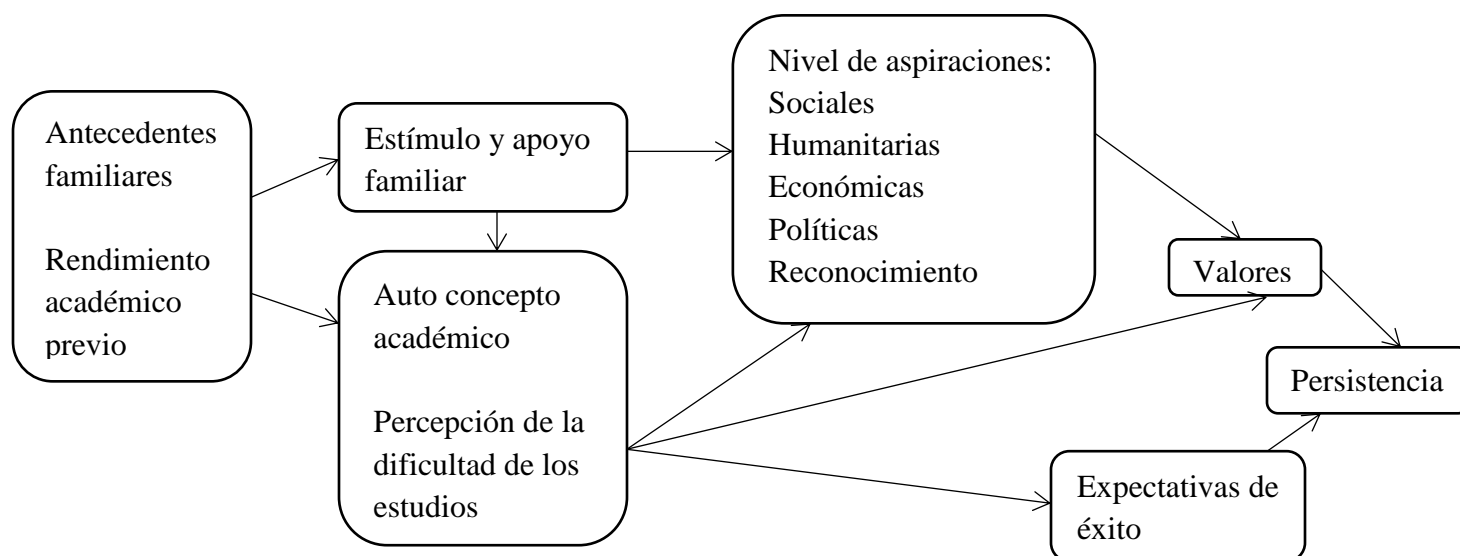 Antecedentes
familiares
Rendimiento
académico
previo
Estímulo y apoyo
familiar
Auto concepto
académico
Percepción de la
dificultad de los
estudios
Nivel de aspiraciones:
Sociales
Humanitarias
Económicas
Políticas
Reconocimiento
Valores
Persistencia
Expectativas de
éxito